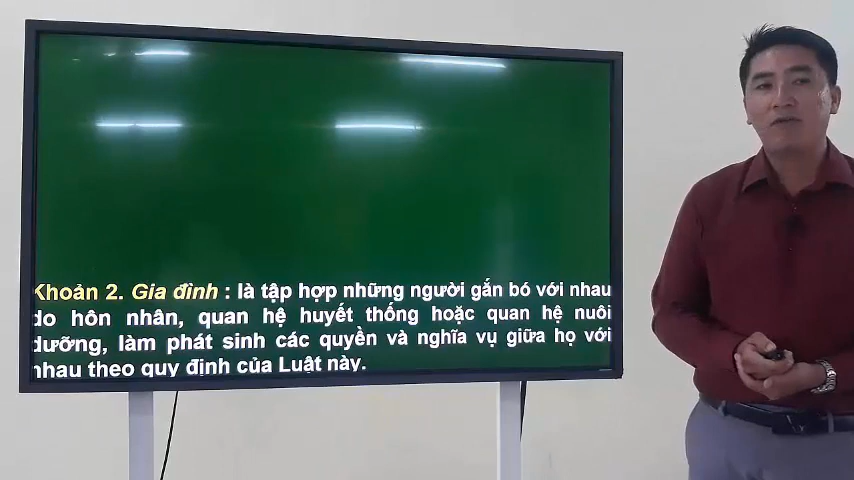 Khoản 2. Gia đình : là tập hợp những người gắn bó với nhau
do hôn nhân, quan hệ huyết thống hoặc quan hệ nuôi
dưỡng, làm phát sinh các quyền và nghĩa vụ giữa họ với
nhau theo quy định của Luật này.